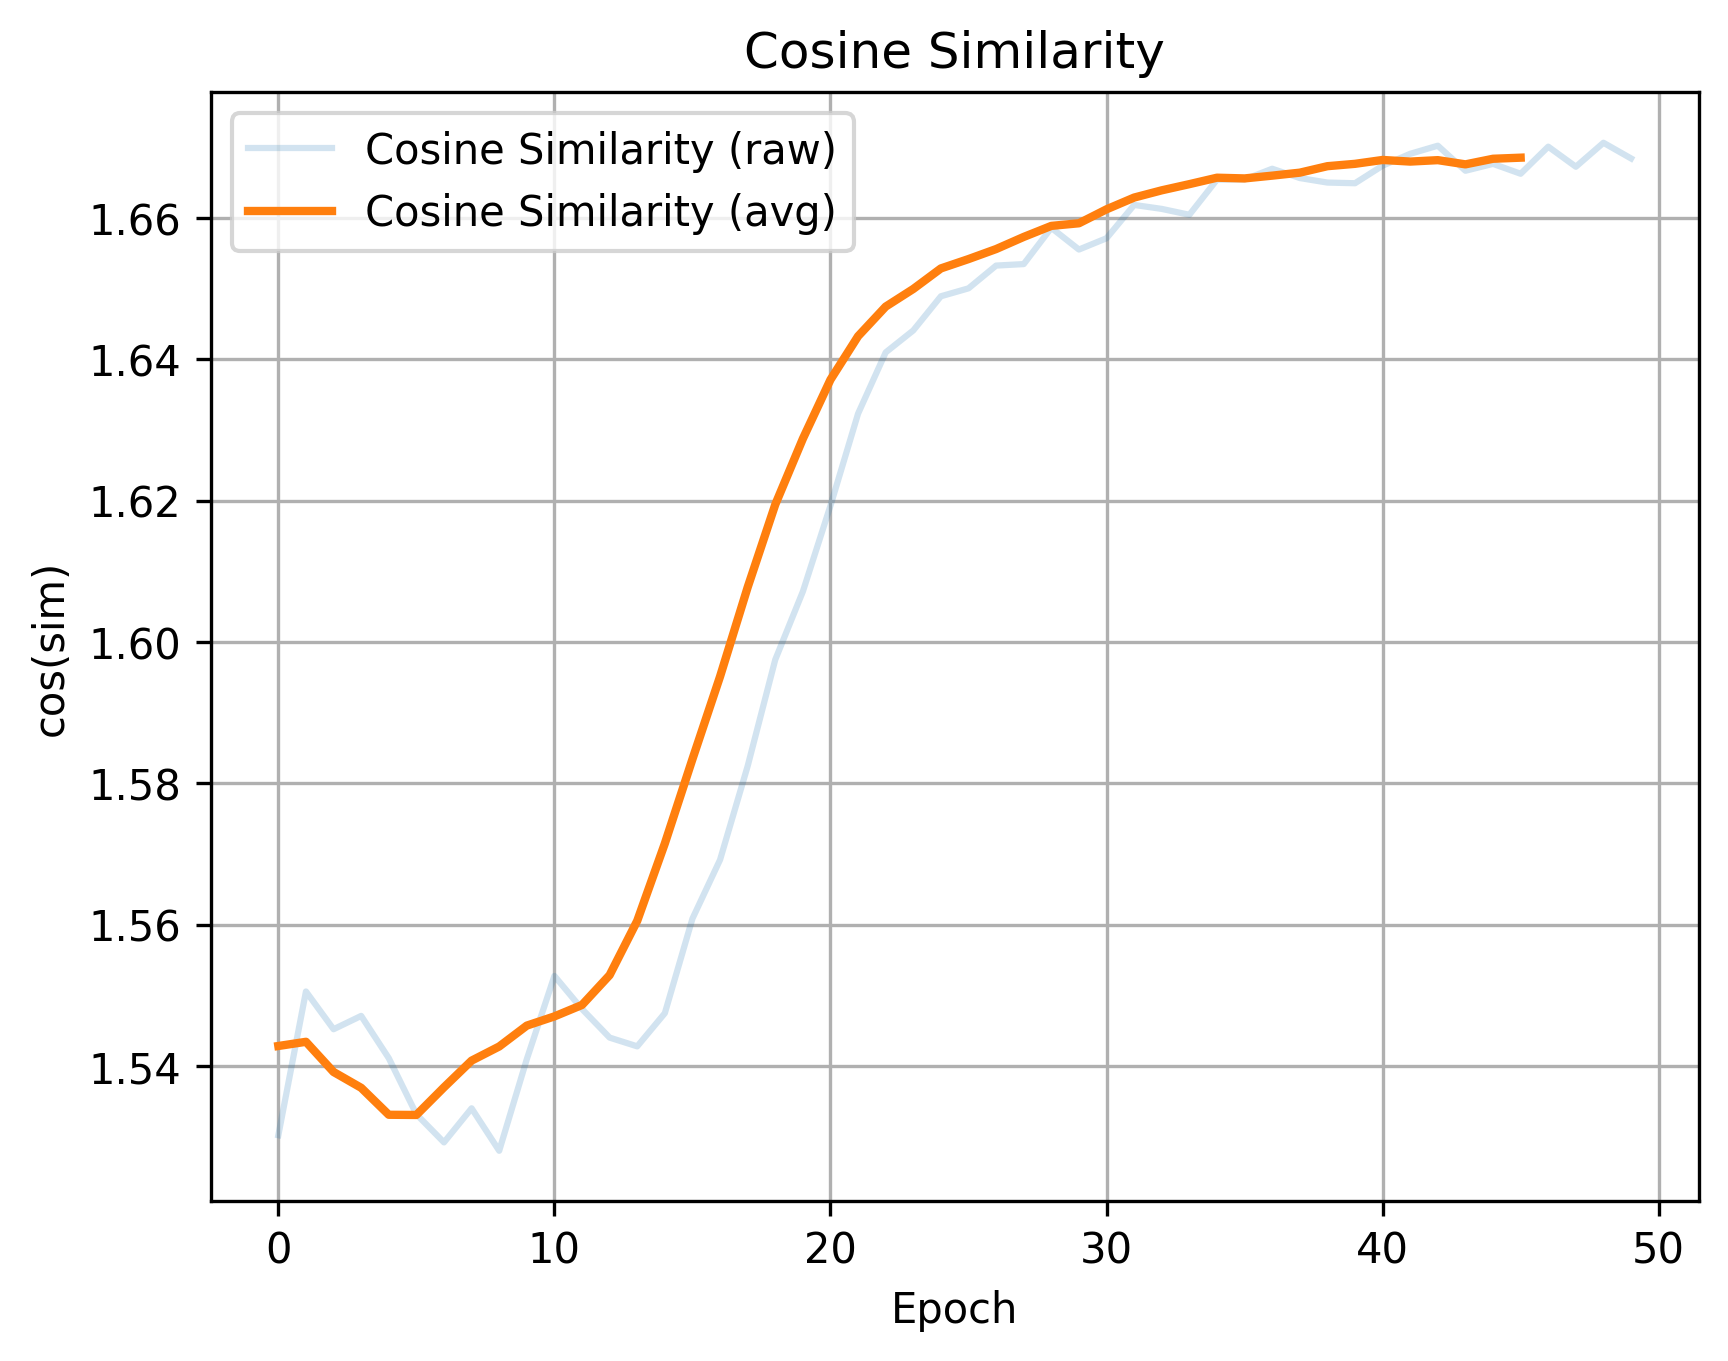 Cosine Similarity
Cosine Similarity (raw)
Cosine Similarity (avg)
cos(sim)
1.66
1.64
1.62
1.60
1.58
1.56
1.54
0 10 20 30 40 50
Epoch